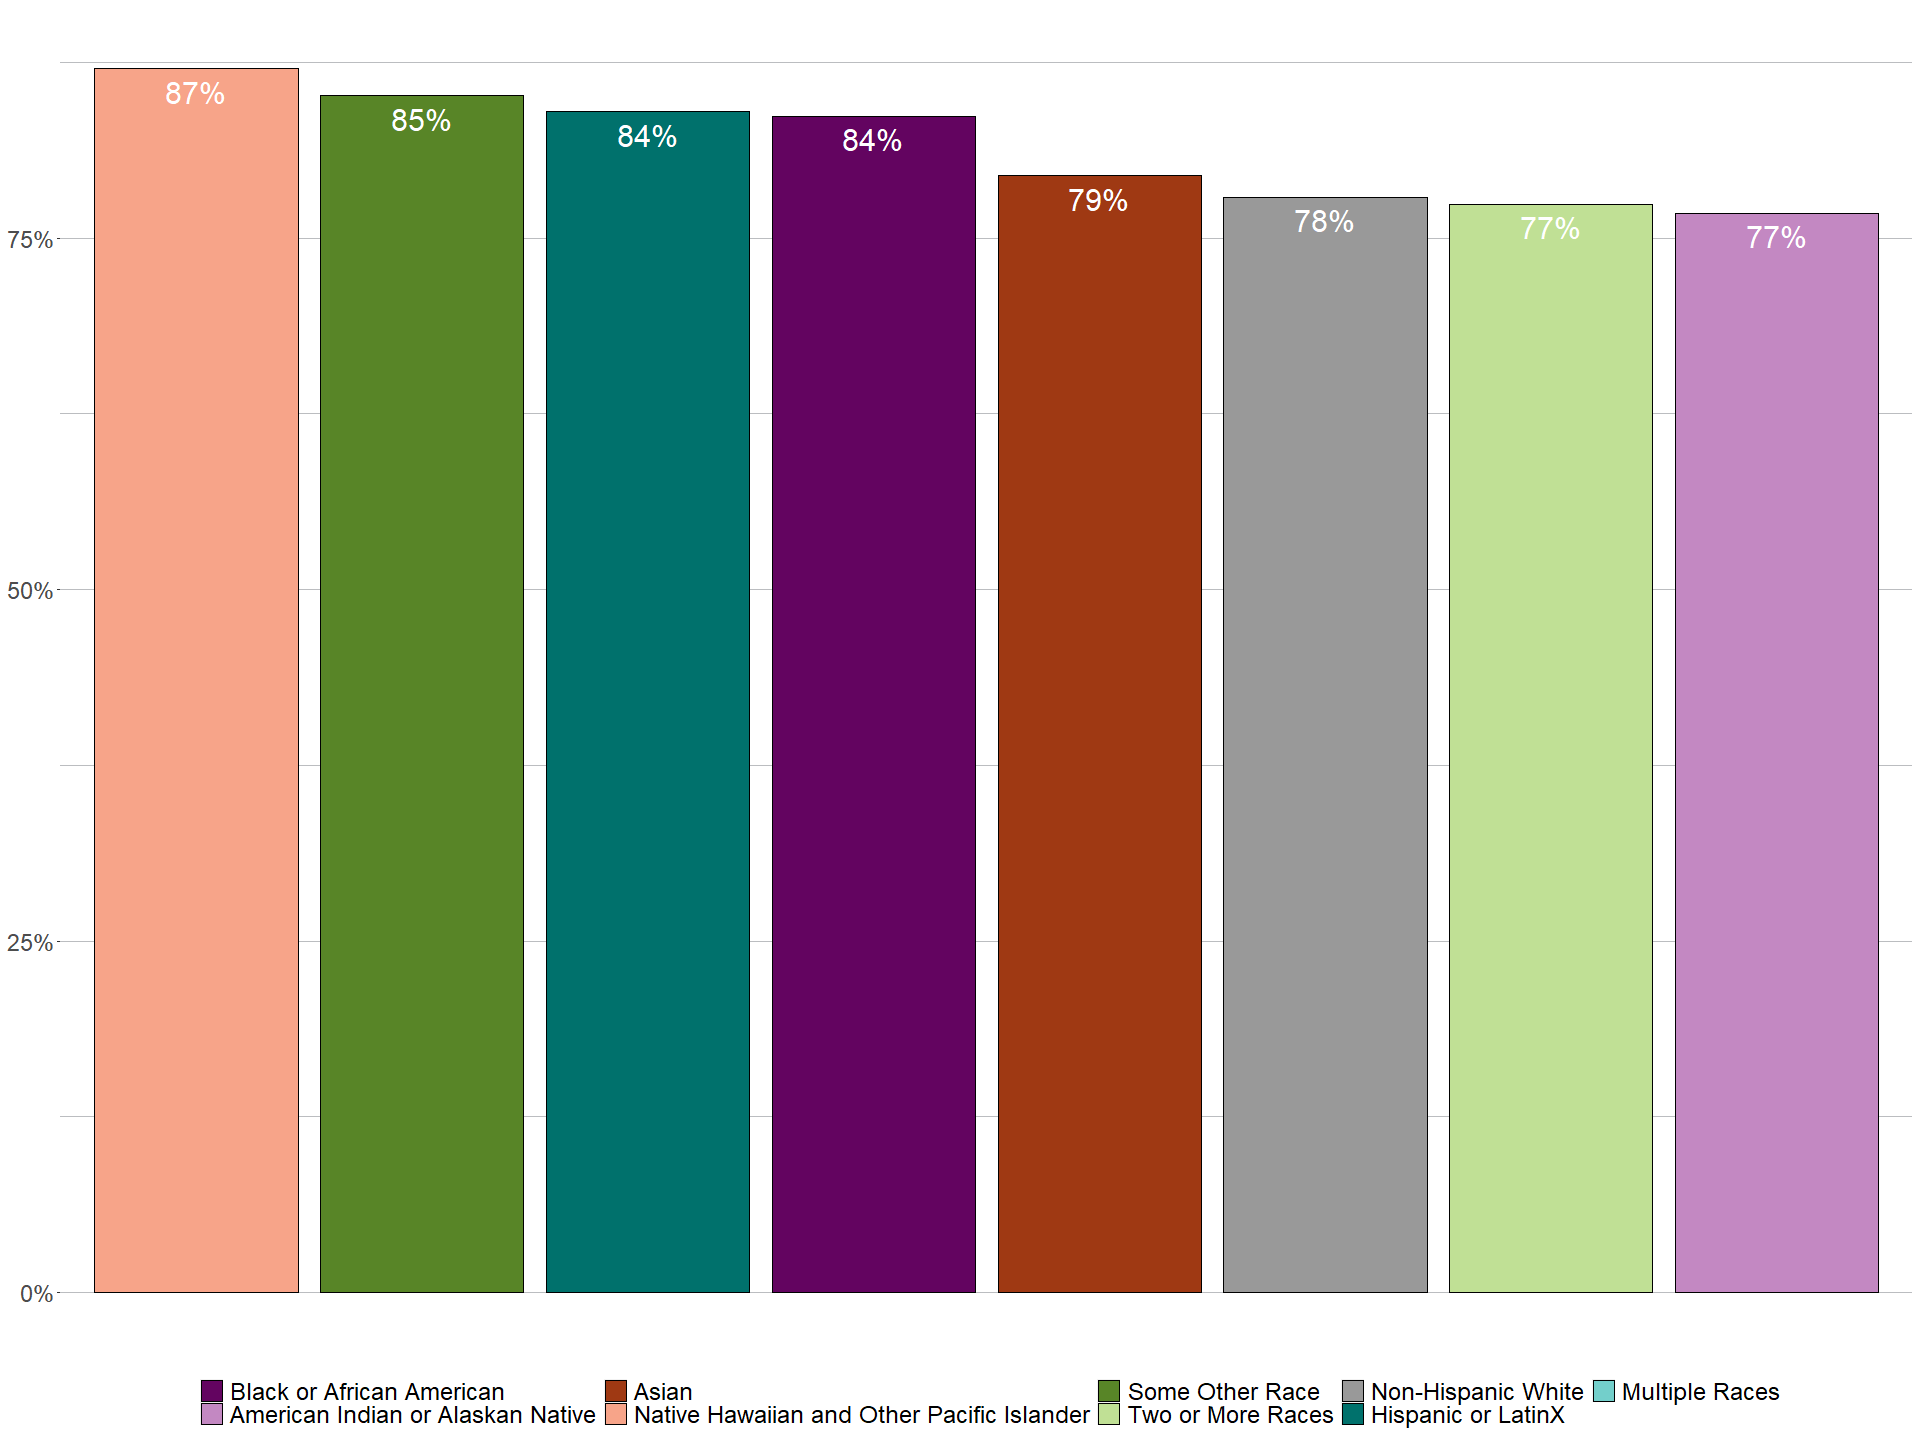 87%
85%
84%
84%
79%
78%
77%
77%
75%
50%
25%
0%
Black or African American
Asian
Some Other Race
Non-Hispanic White
Multiple Races
American Indian or Alaskan Native
Native Hawaiian and Other Pacific Islander
Two or More Races
Hispanic or LatinX